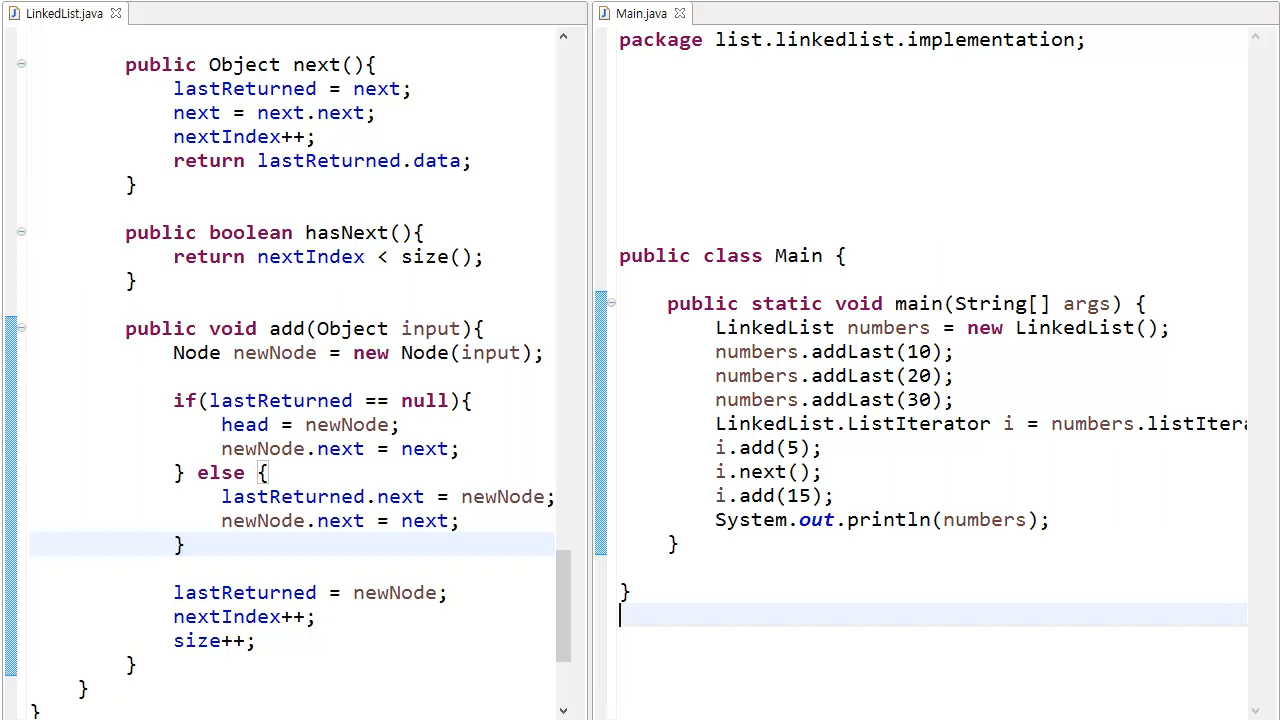 LinkedList.java
public Object next(){
lastReturned = next;
next = next.next;
nextIndex++;
return lastReturned.data;
}
public boolean hasNext(){
return nextIndex < size();
}
public void add(Object input){
Node newNode = new Node(input);
if(lastReturned == null){
head = newNode;
newNode.next = next;
} else {
lastReturned.next = newNode;
newNode.next = next;
}
lastReturned = newNode;
nextIndex++;
size++;
}
}
}
Main.java
package list.linkedlist.implementation;
public class Main {
public static void main(String[] args) {
LinkedList numbers = new LinkedList();
numbers.addLast(10);
numbers.addLast(20);
numbers.addLast(30);
LinkedList.ListIterator i = numbers.listItera
i.add(5);
i.next();
i.add(15);
System.out.println(numbers);
}
}